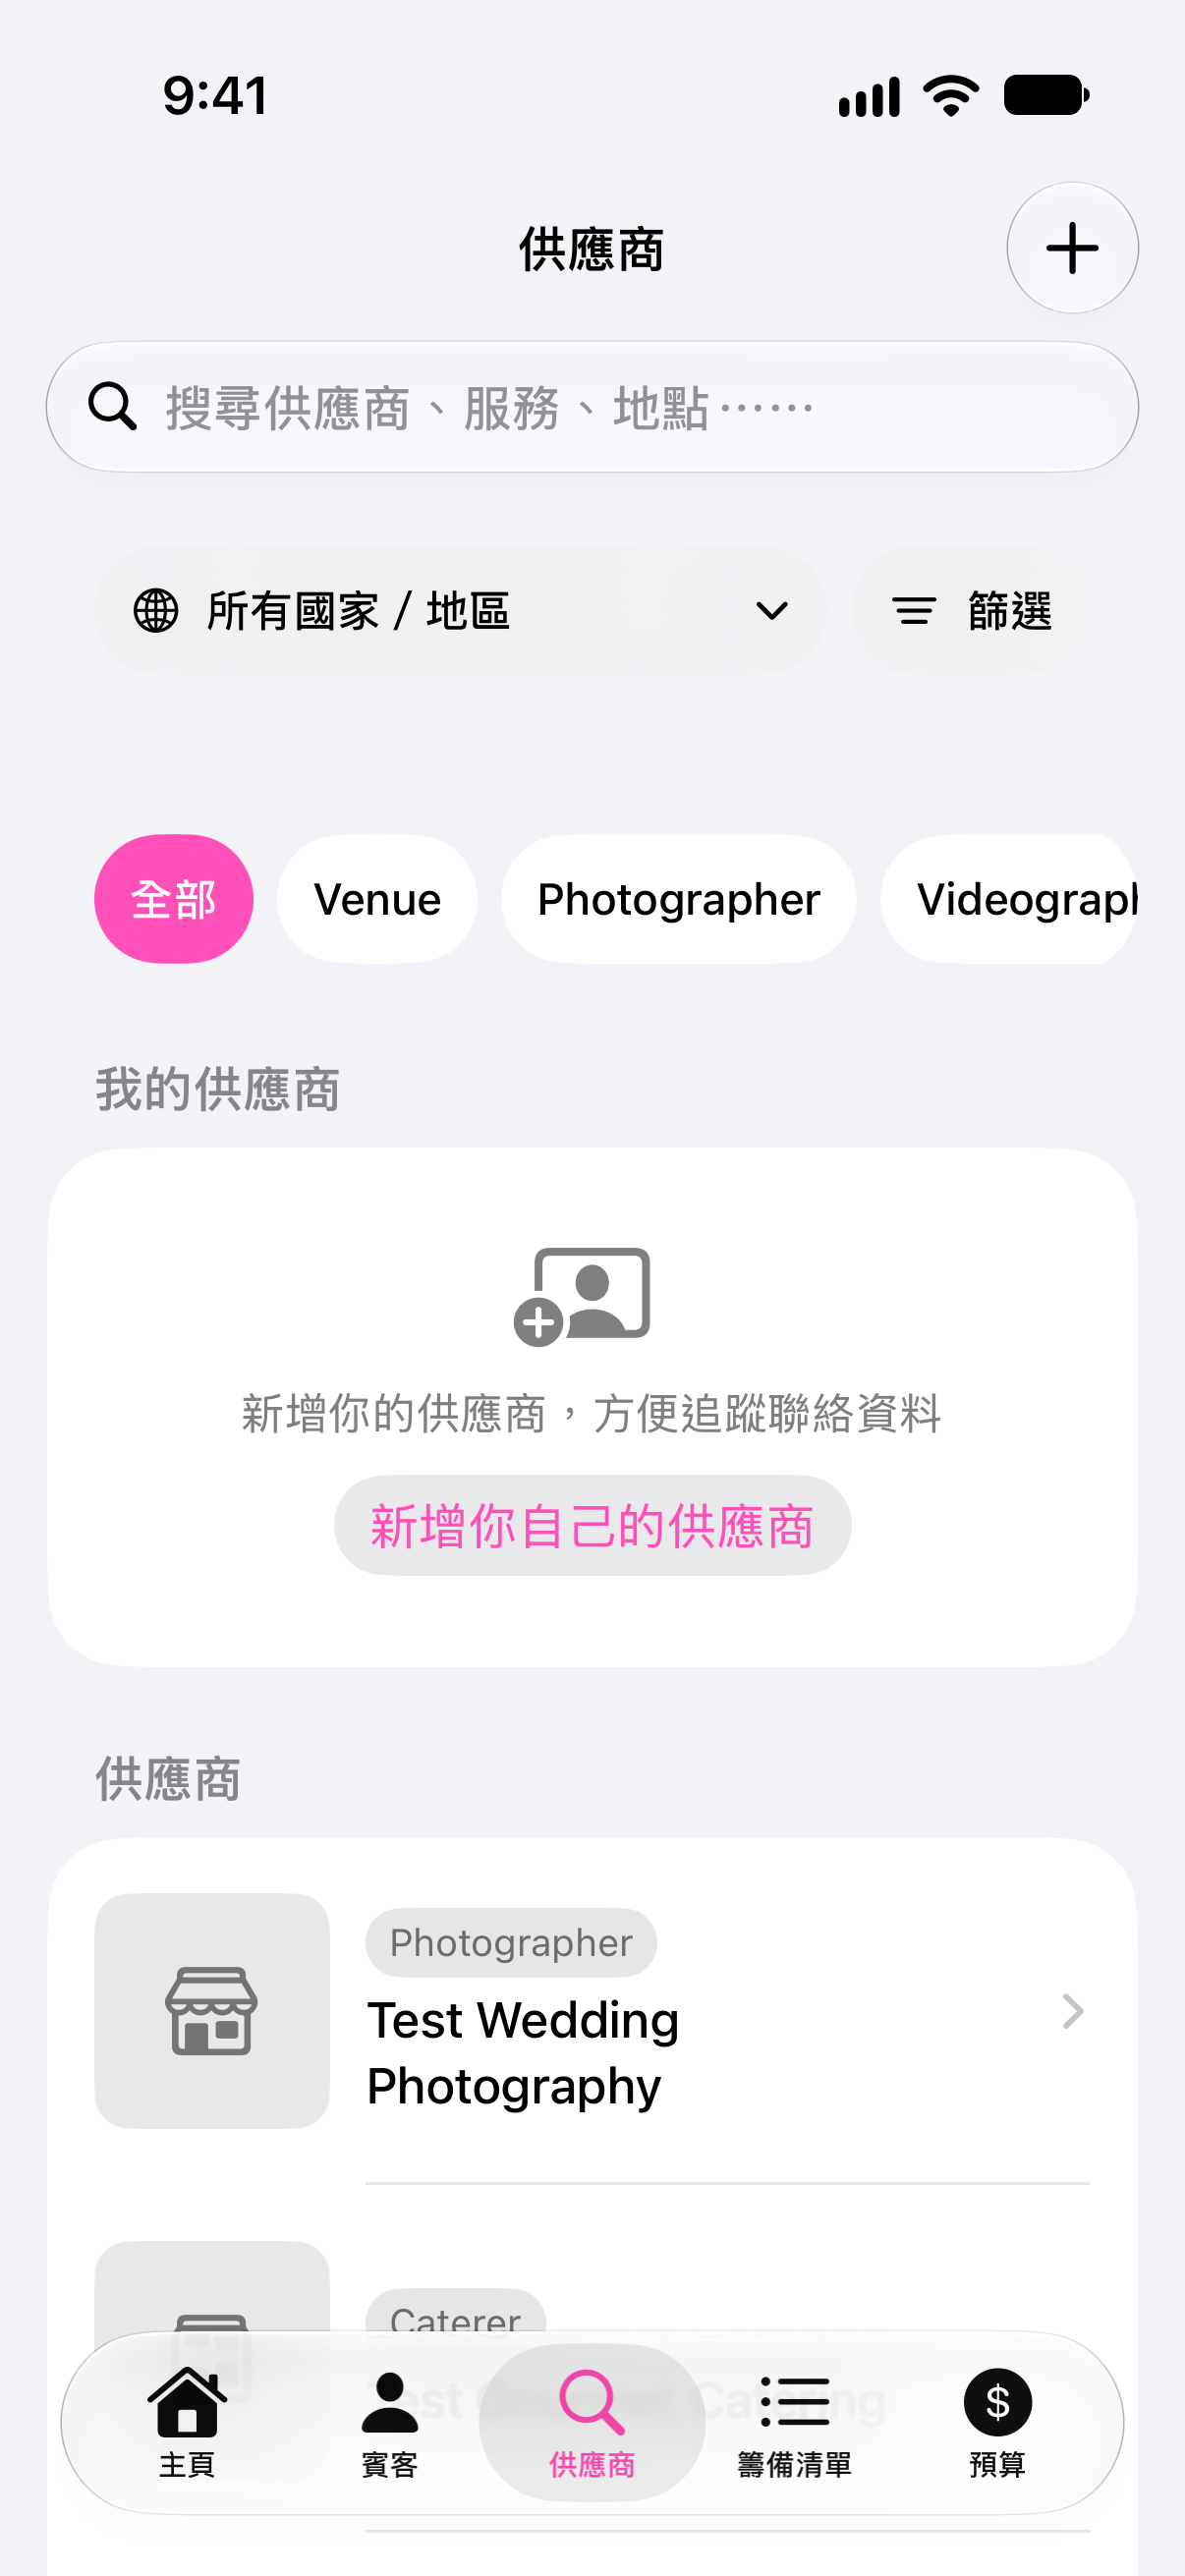 9:41
供應商
搜尋供應商、服務、地點……
所有國家 / 地區
篩選
全部
Venue
Photographer
Videograph
我的供應商
新增你的供應商，方便追蹤聯絡資料
新增你自己的供應商
供應商
Photographer
Test Wedding
Photography
Caterer
Test Catering
主頁
賓客
供應商
籌備清單
預算